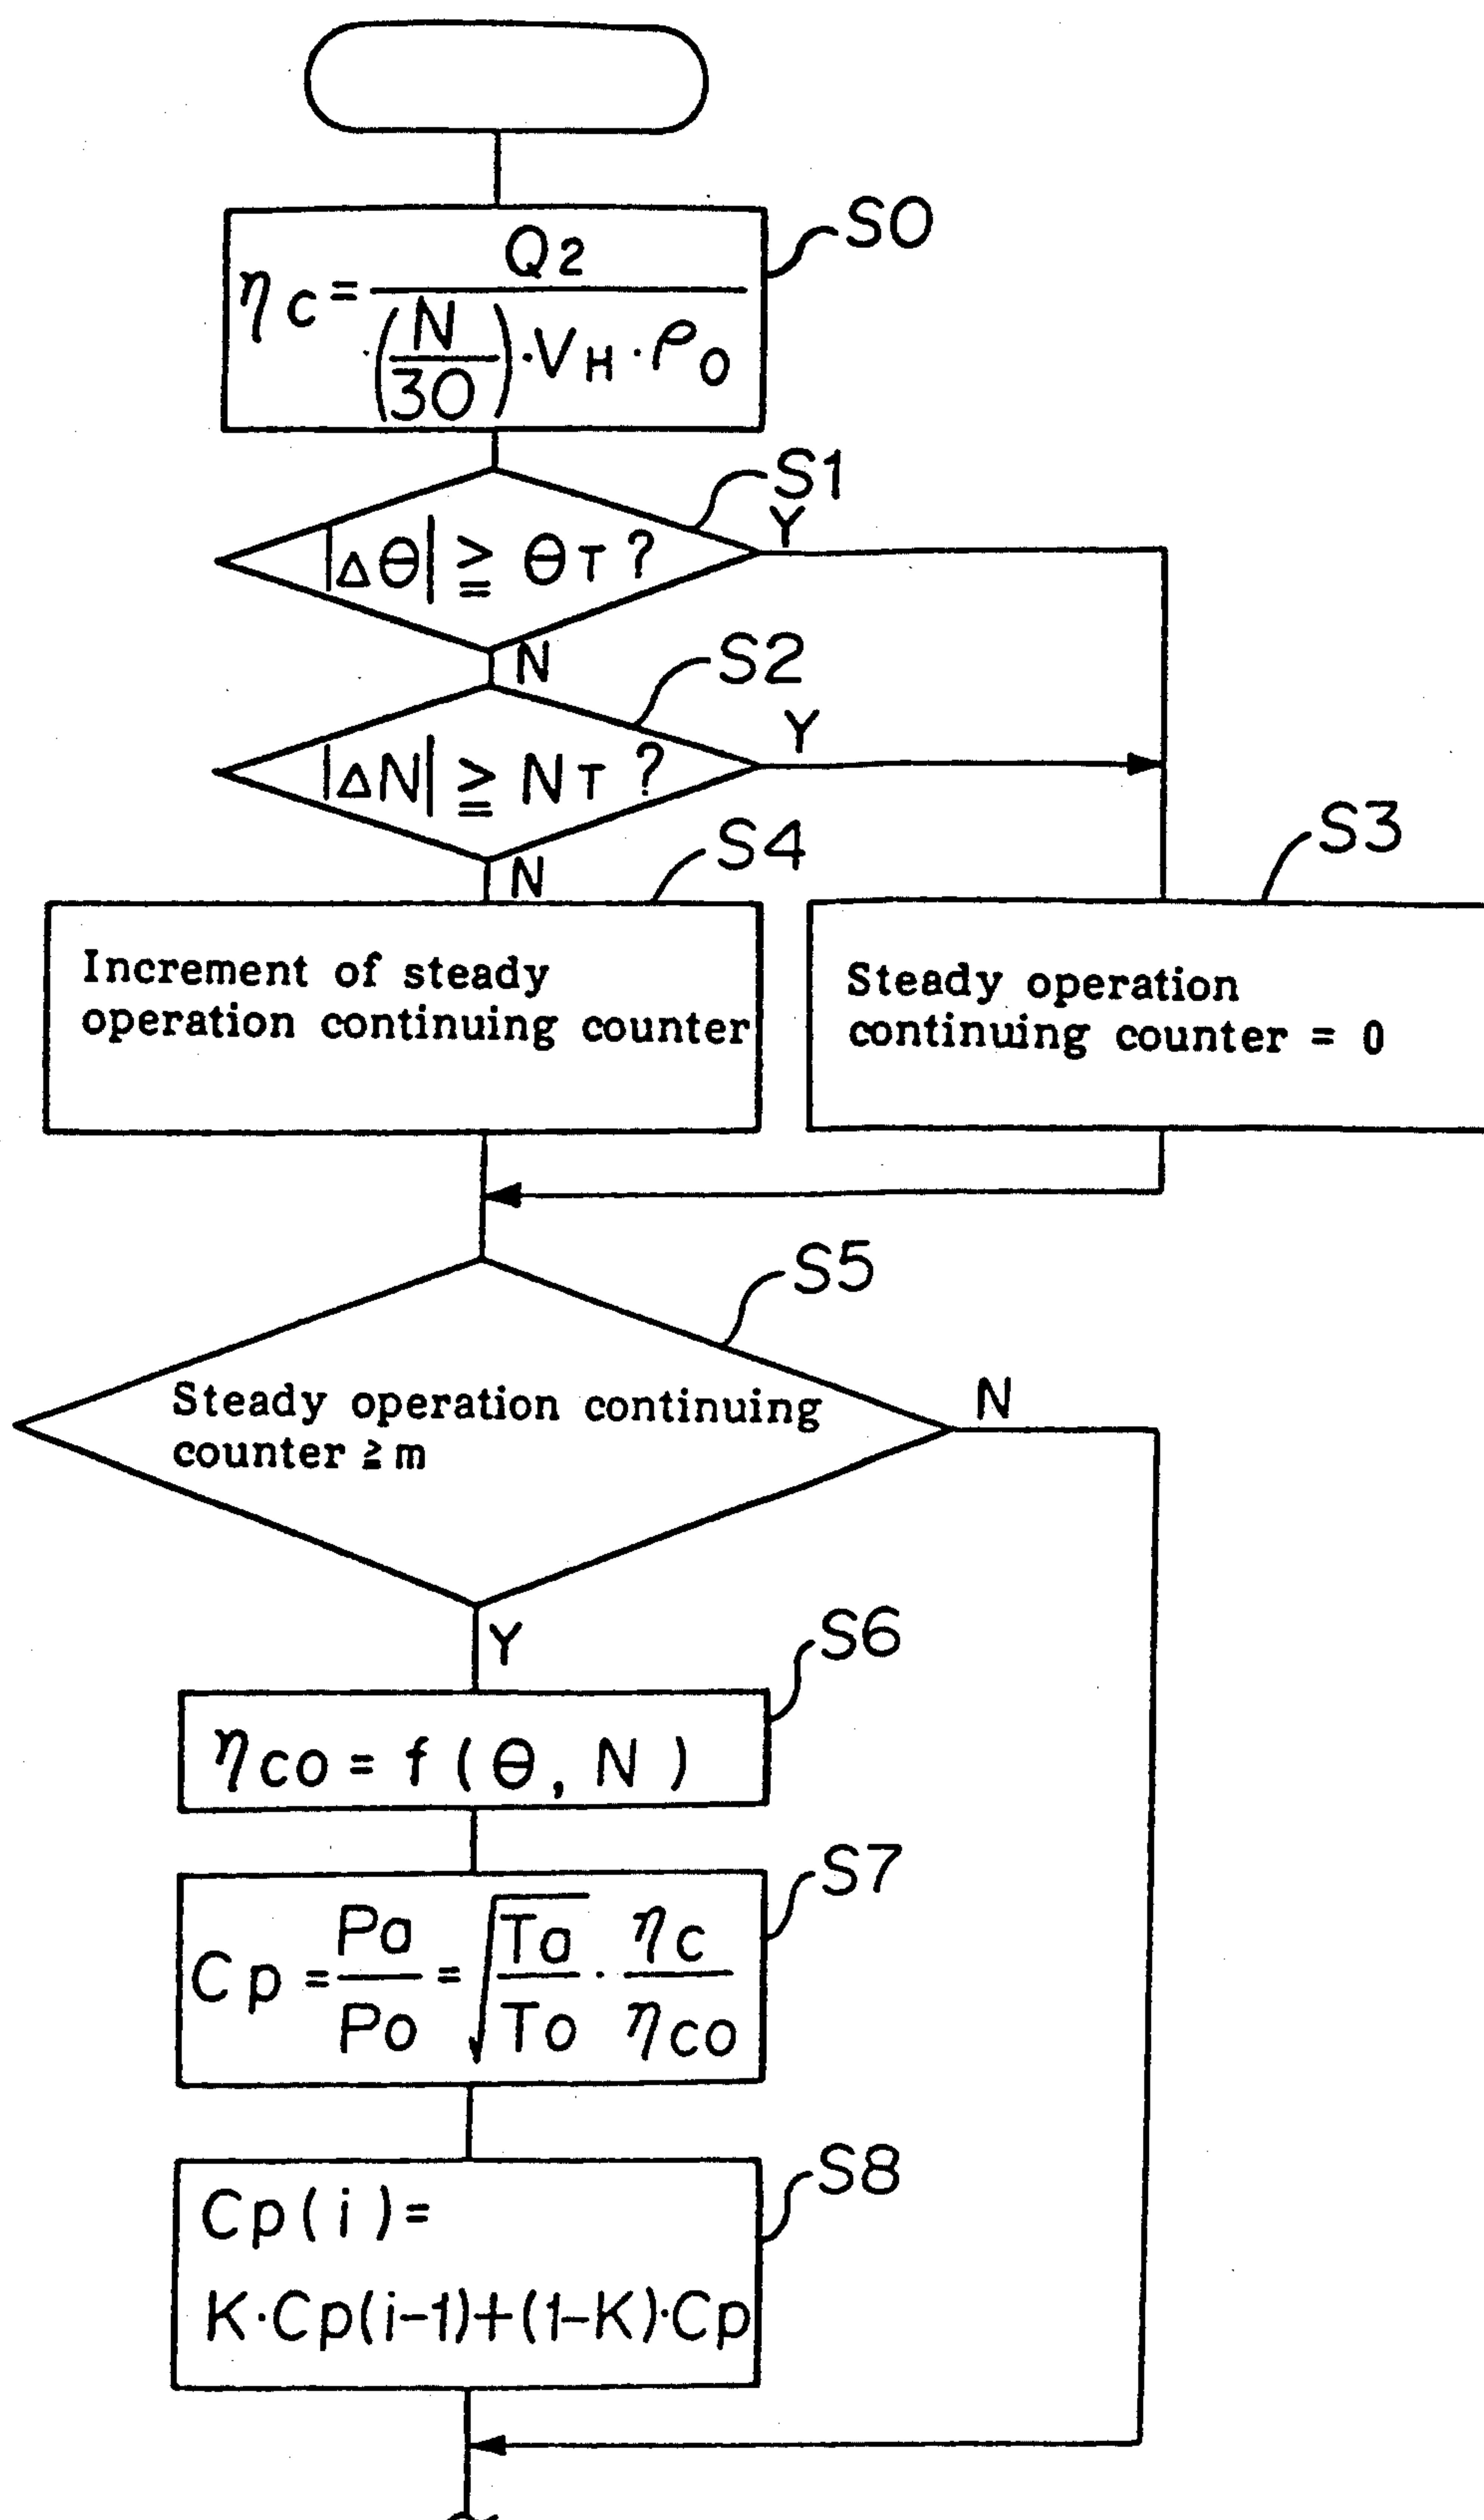 S0
ηc = Q2 / ((N/30)·VH·ρO)
S1
|Δθ| ≧ θT ?
Y
N
S2
|ΔN| ≧ NT ?
Y
N
S4
Increment of steady
operation continuing counter
S3
Steady operation
continuing counter = 0
S5
Steady operation continuing
counter ≧ m
N
Y
S6
ηco = f (θ, N)
S7
Cp = Pa/Po = √(Ta/To) · ηc/ηco
S8
Cp(i) =
K·Cp(i-1)+(1-K)·Cp